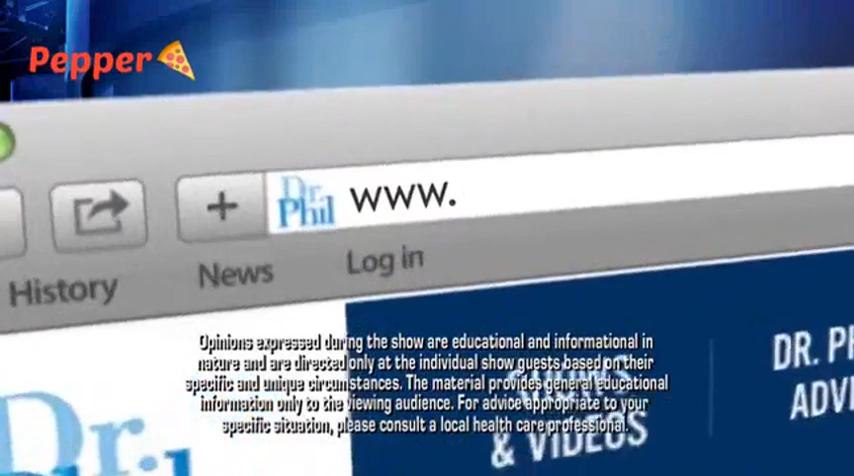 Pepper🍕
Dr.
Phil
www.
History
News
Log in
Opinions expressed during the show are educational and informational in
nature and are directed only at the individual show guests based on their
specific and unique circumstances. The material provides general educational
information only to the viewing audience. For advice appropriate to your
specific situation, please consult a local health care professional.
DR. PH
ADVI
& VIDEOS
Dr.
Phil